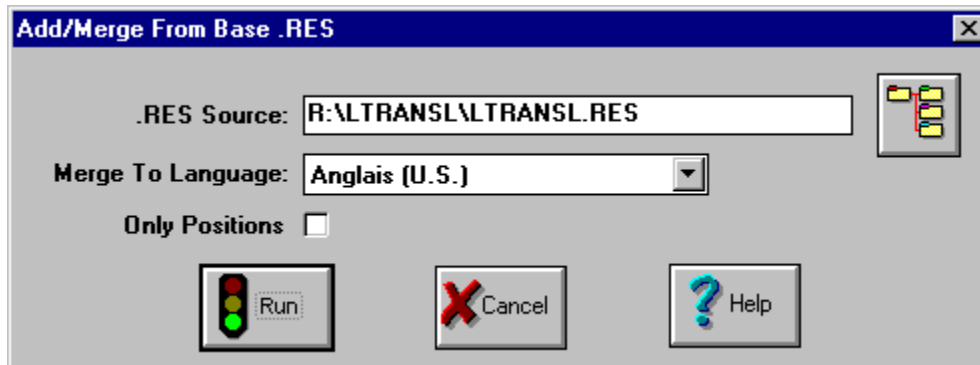 Add/Merge From Base .RES
.RES Source: R:\LTRANSL\LTRANSL.RES
Merge To Language: Anglais (U.S.)
Only Positions
Run Cancel Help